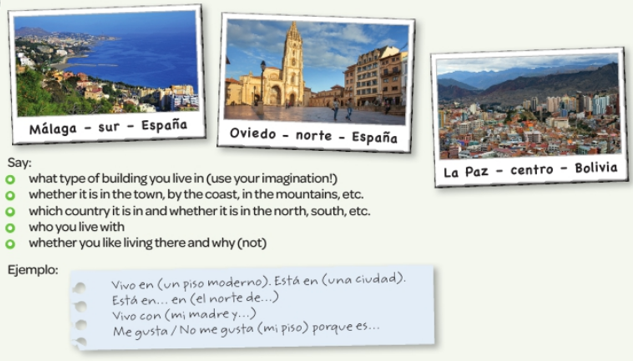 Málaga – sur – España
Oviedo – norte – España
La Paz – centro – Bolivia
Say:
what type of building you live in (use your imagination!)
whether it is in the town, by the coast, in the mountains, etc.
which country it is in and whether it is in the north, south, etc.
who you live with
whether you like living there and why (not)
Ejemplo:
Vivo en (un piso moderno). Está en (una ciudad).
Está en... en (el norte de...)
Vivo con (mi madre y...)
Me gusta / No me gusta (mi piso) porque es...